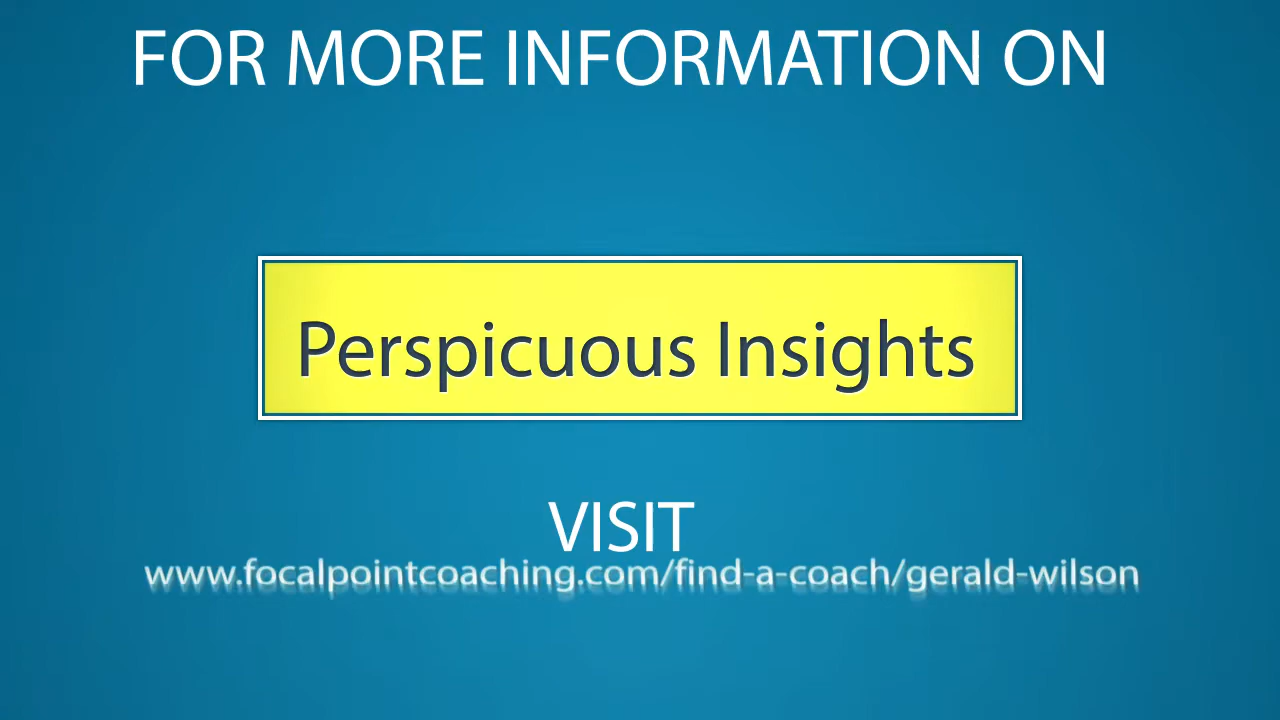 FOR MORE INFORMATION ON
Perspicuous Insights
VISIT
www.focalpointcoaching.com/find-a-coach/gerald-wilson